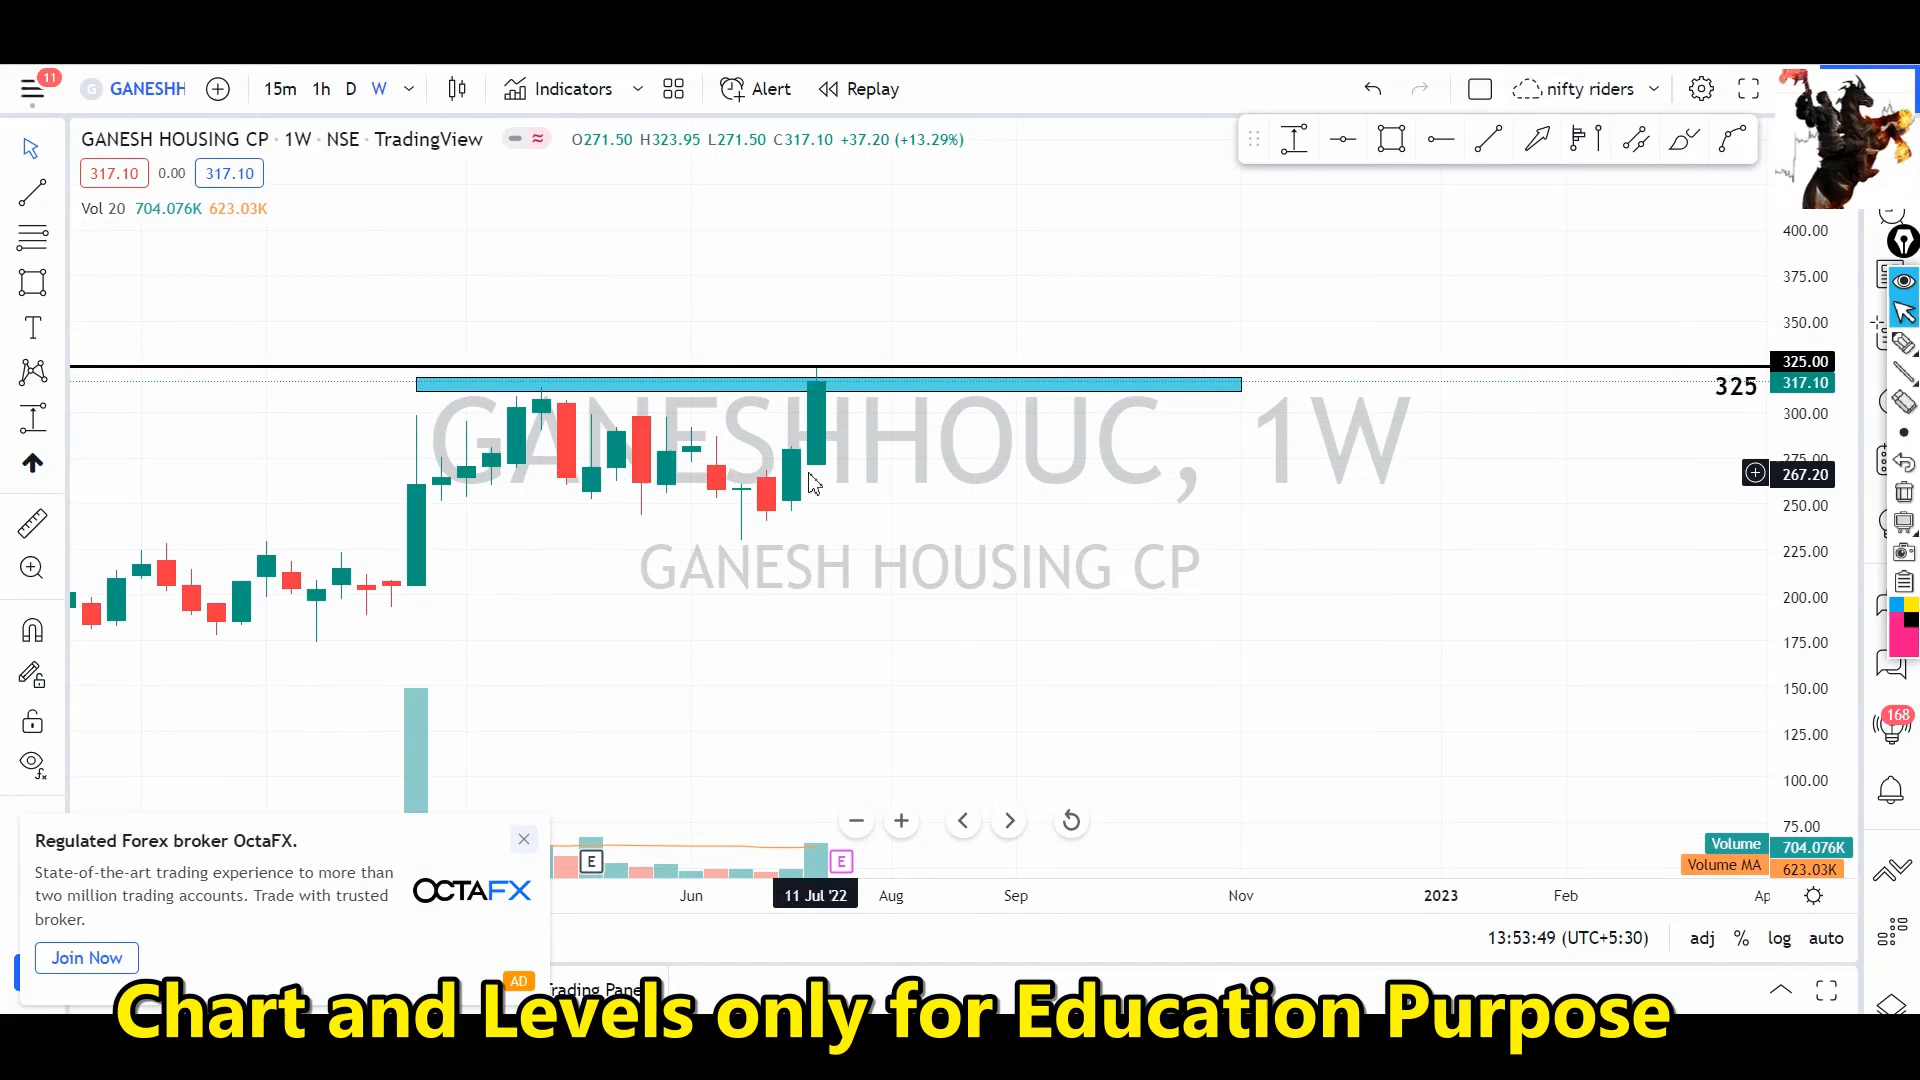 11
G GANESHH 15m 1h D W Indicators Alert Replay nifty riders
GANESH HOUSING CP · 1W · NSE · TradingView O271.50 H323.95 L271.50 C317.10 +37.20 (+13.29%)
317.10 0.00 317.10
Vol 20 704.076K 623.03K
400.00
375.00
350.00
325.00
317.10
325
300.00
267.20
250.00
225.00
200.00
175.00
150.00
125.00
100.00
75.00
GANESHHOUC, 1W
GANESH HOUSING CP
168
Volume 704.076K
Volume MA 623.03K
E E
Jun 11 Jul '22 Aug Sep Nov 2023 Feb Ap
13:53:49 (UTC+5:30) adj % log auto
Regulated Forex broker OctaFX.
State-of-the-art trading experience to more than
two million trading accounts. Trade with trusted
broker.
OCTAFX
Join Now
AD
Chart and Levels only for Education Purpose